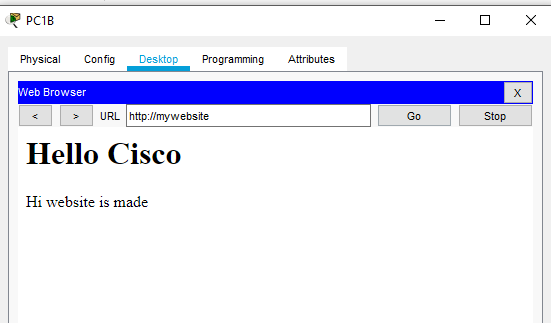 PC1B
Physical Config Desktop Programming Attributes
Web Browser X
< > URL http://mywebsite Go Stop
Hello Cisco
Hi website is made